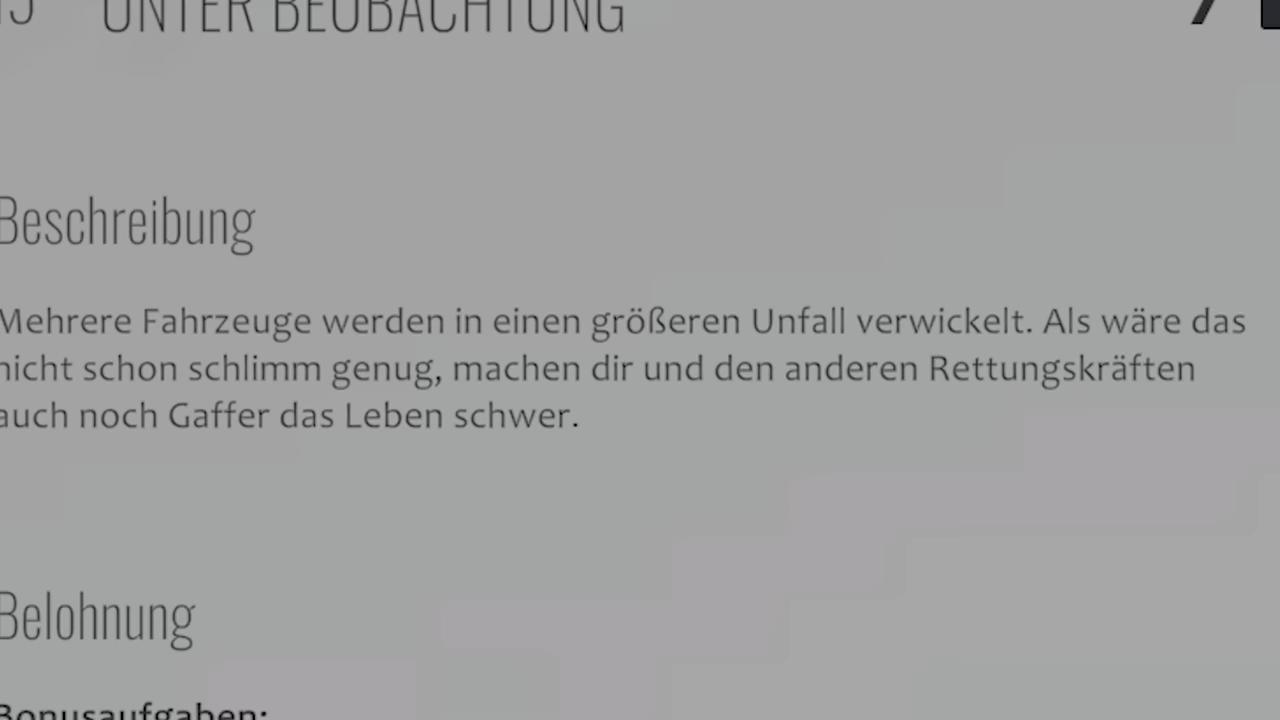 UNTER BEOBACHTUNG
Beschreibung
Mehrere Fahrzeuge werden in einen größeren Unfall verwickelt. Als wäre das
nicht schon schlimm genug, machen dir und den anderen Rettungskräften
auch noch Gaffer das Leben schwer.
Belohnung
Bonusaufgaben: